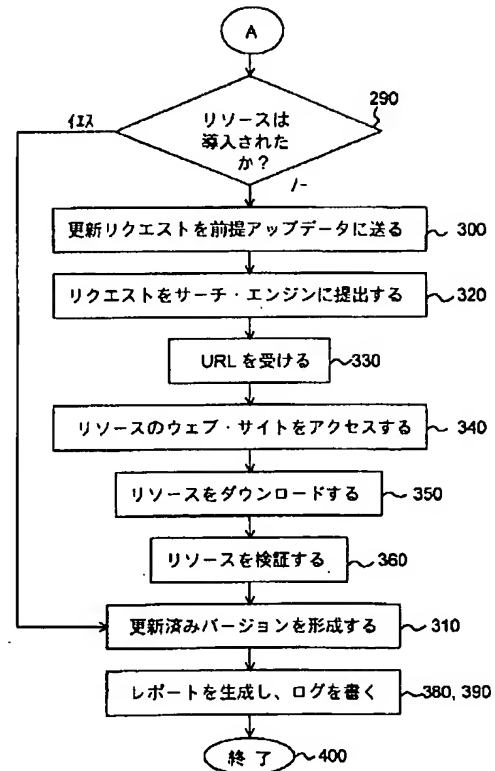 A
リソースは
導入された
か？
290
イエス
ノー
更新リクエストを前提アップデータに送る
300
リクエストをサーチ・エンジンに提出する
320
URLを受ける
330
リソースのウェブ・サイトをアクセスする
340
リソースをダウンロードする
350
リソースを検証する
360
更新済みバージョンを形成する
310
レポートを生成し、ログを書く
380, 390
終了
400